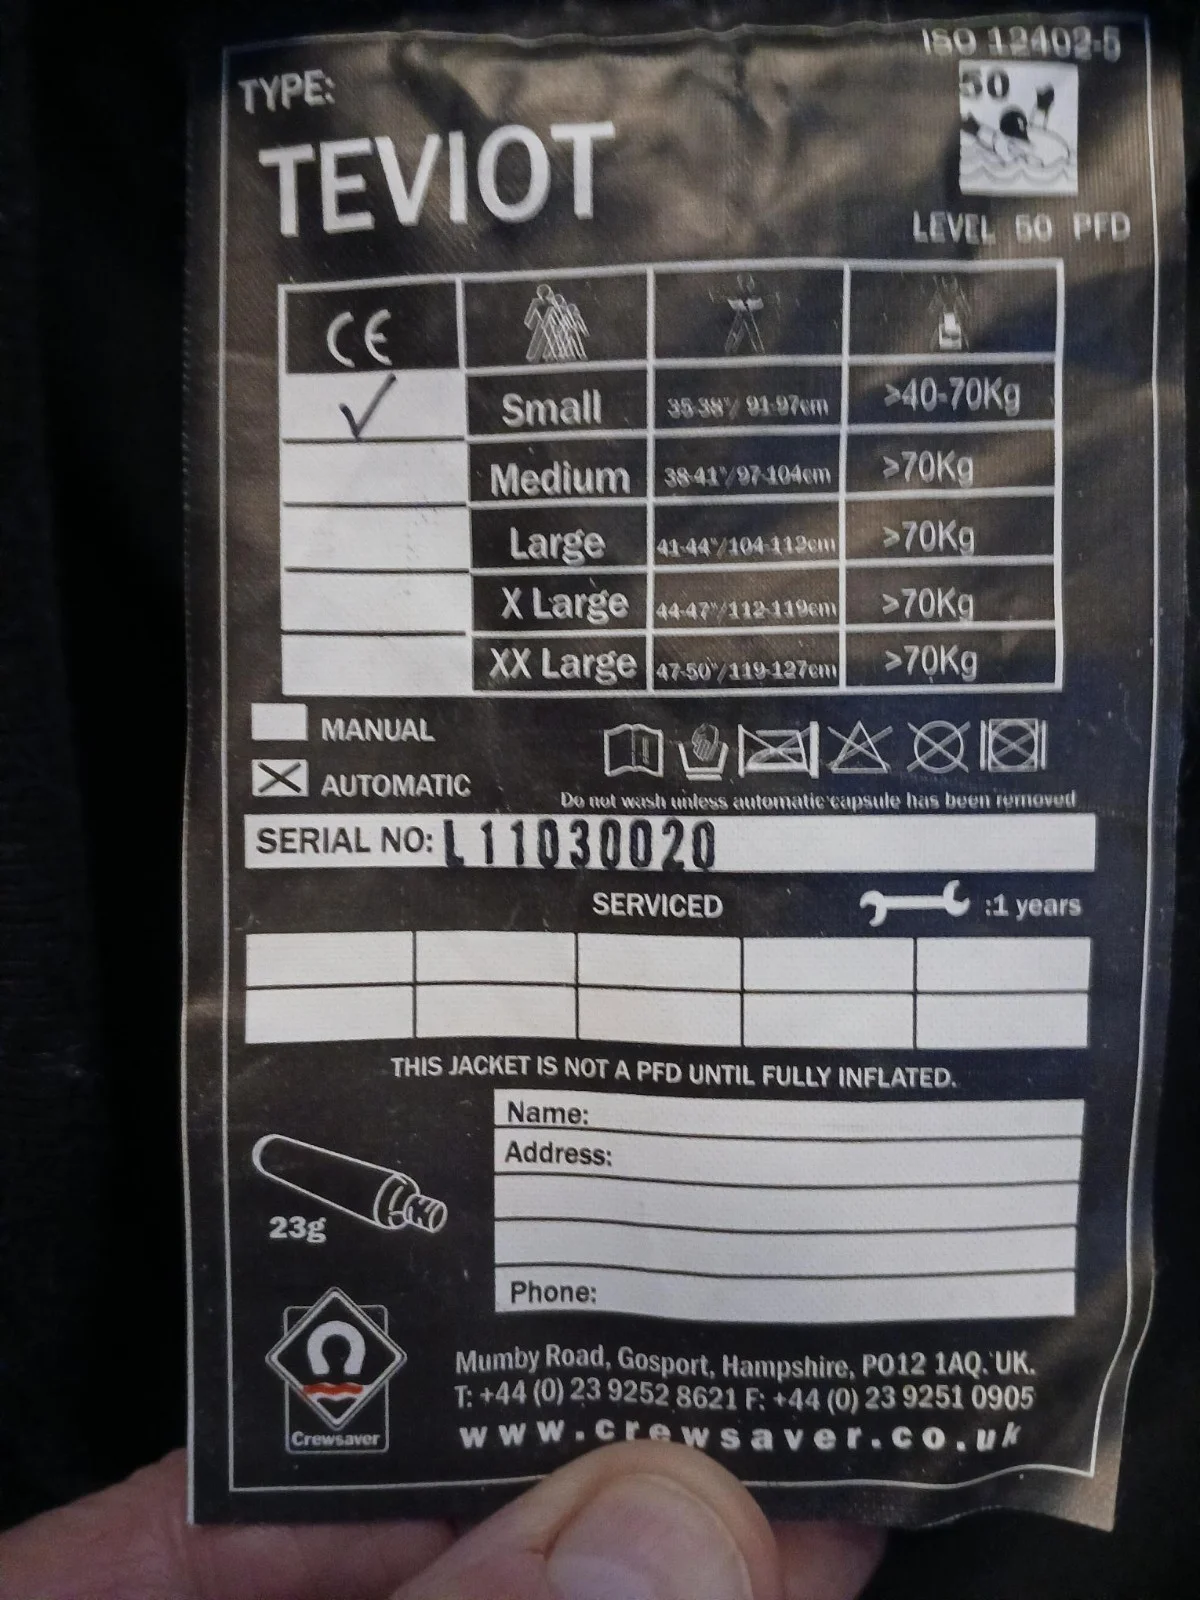 ISO 12402-5
TYPE:
50
TEVIOT
LEVEL 50 PFD
CE
Small 35-38"/ 91-97cm >40-70Kg
Medium 38-41"/97-104cm >70Kg
Large 41-44"/104-112cm >70Kg
X Large 44-47"/112-119cm >70Kg
XX Large 47-50"/119-127cm >70Kg
MANUAL
AUTOMATIC
Do not wash unless automatic capsule has been removed
SERIAL NO: L11030020
SERVICED :1 years
THIS JACKET IS NOT A PFD UNTIL FULLY INFLATED.
Name:
Address:
23g
Phone:
Crewsaver
Mumby Road, Gosport, Hampshire, PO12 1AQ. UK.
T: +44 (0) 23 9252 8621 F: +44 (0) 23 9251 0905
www.crewsaver.co.uk